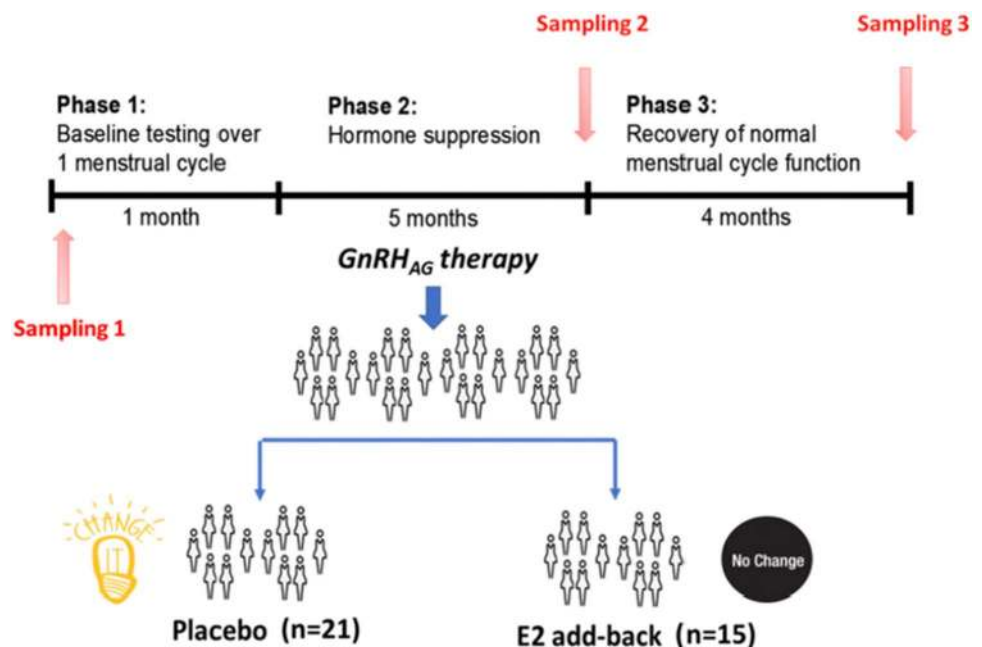 Sampling 2
Sampling 3
Phase 1:
Baseline testing over
1 menstrual cycle
Phase 2:
Hormone suppression
Phase 3:
Recovery of normal
menstrual cycle function
1 month
5 months
4 months
GnRHAG therapy
Sampling 1
CHANGE
IT
No Change
Placebo (n=21)
E2 add-back (n=15)